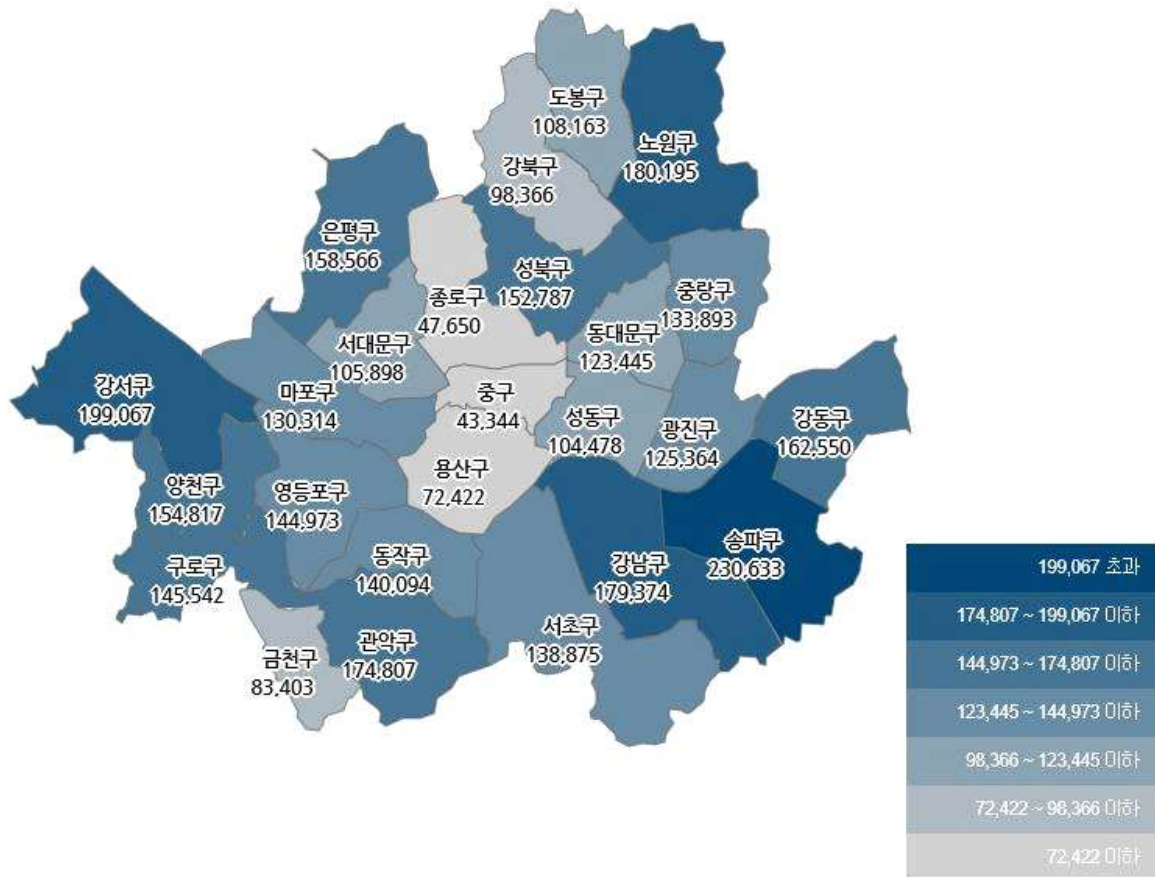 도봉구
108,163
노원구
180,195
강북구
98,366
은평구
158,566
성북구
152,787
중랑구
133,893
종로구
47,650
동대문구
123,445
서대문구
105,898
강서구
199,067
마포구
130,314
중구
43,344
성동구
104,478
광진구
125,364
강동구
162,550
양천구
154,817
영등포구
144,973
용산구
72,422
구로구
145,542
동작구
140,094
강남구
179,374
송파구
230,633
금천구
83,403
관악구
174,807
서초구
138,875
199,067 초과
174,807 ~ 199,067 이하
144,973 ~ 174,807 이하
123,445 ~ 144,973 이하
98,366 ~ 123,445 이하
72,422 ~ 98,366 이하
72,422 이하